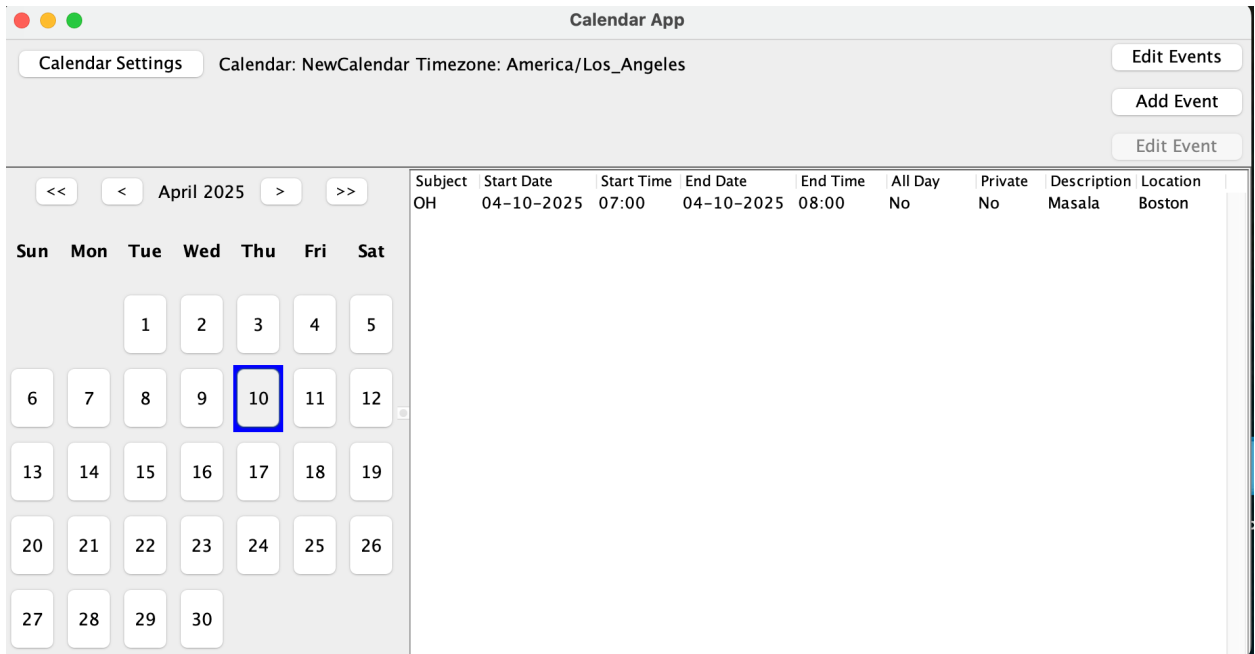 Calendar App
Calendar Settings Calendar: NewCalendar Timezone: America/Los_Angeles
Edit Events
Add Event
Edit Event
<< < April 2025 > >>
Sun Mon Tue Wed Thu Fri Sat
1 2 3 4 5
6 7 8 9 10 11 12
13 14 15 16 17 18 19
20 21 22 23 24 25 26
27 28 29 30
Subject Start Date Start Time End Date End Time All Day Private Description Location
OH 04-10-2025 07:00 04-10-2025 08:00 No No Masala Boston